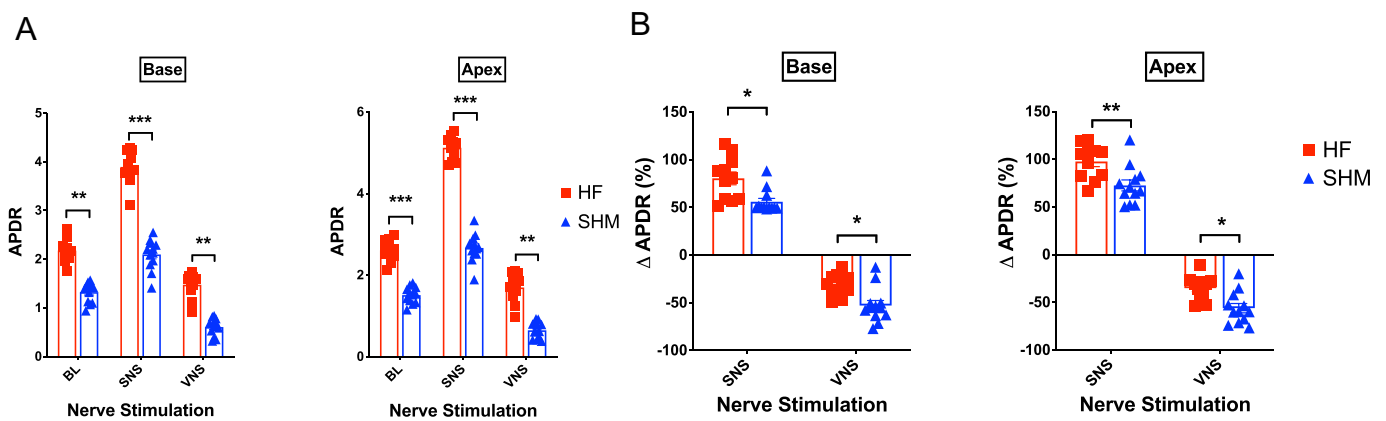 A
Base
APDR
5
4
3
2
1
0
**
***
**
BL
SNS
VNS
Nerve Stimulation
Apex
APDR
6
4
2
0
***
***
**
BL
SNS
VNS
Nerve Stimulation
HF
SHM
B
Base
Δ APDR (%)
150
100
50
0
-50
-100
*
*
SNS
VNS
Nerve Stimulation
Apex
Δ APDR (%)
150
100
50
0
-50
-100
**
*
SNS
VNS
Nerve Stimulation
HF
SHM